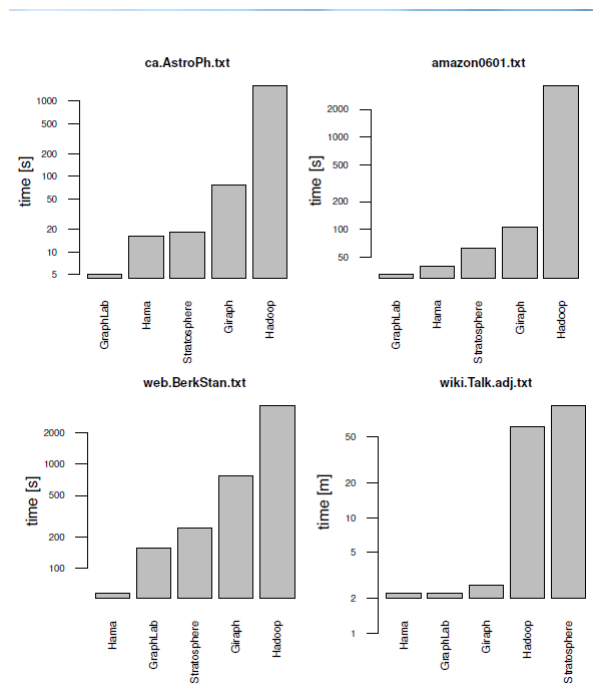 ca.AstroPh.txt
time [s]
1000
500
200
100
50
20
10
5
GraphLab
Hama
Stratosphere
Giraph
Hadoop
amazon0601.txt
time [s]
2000
1000
500
200
100
50
GraphLab
Hama
Stratosphere
Giraph
Hadoop
web.BerkStan.txt
time [s]
2000
1000
500
200
100
Hama
GraphLab
Stratosphere
Giraph
Hadoop
wiki.Talk.adj.txt
time [m]
50
20
10
5
2
1
Hama
GraphLab
Giraph
Hadoop
Stratosphere